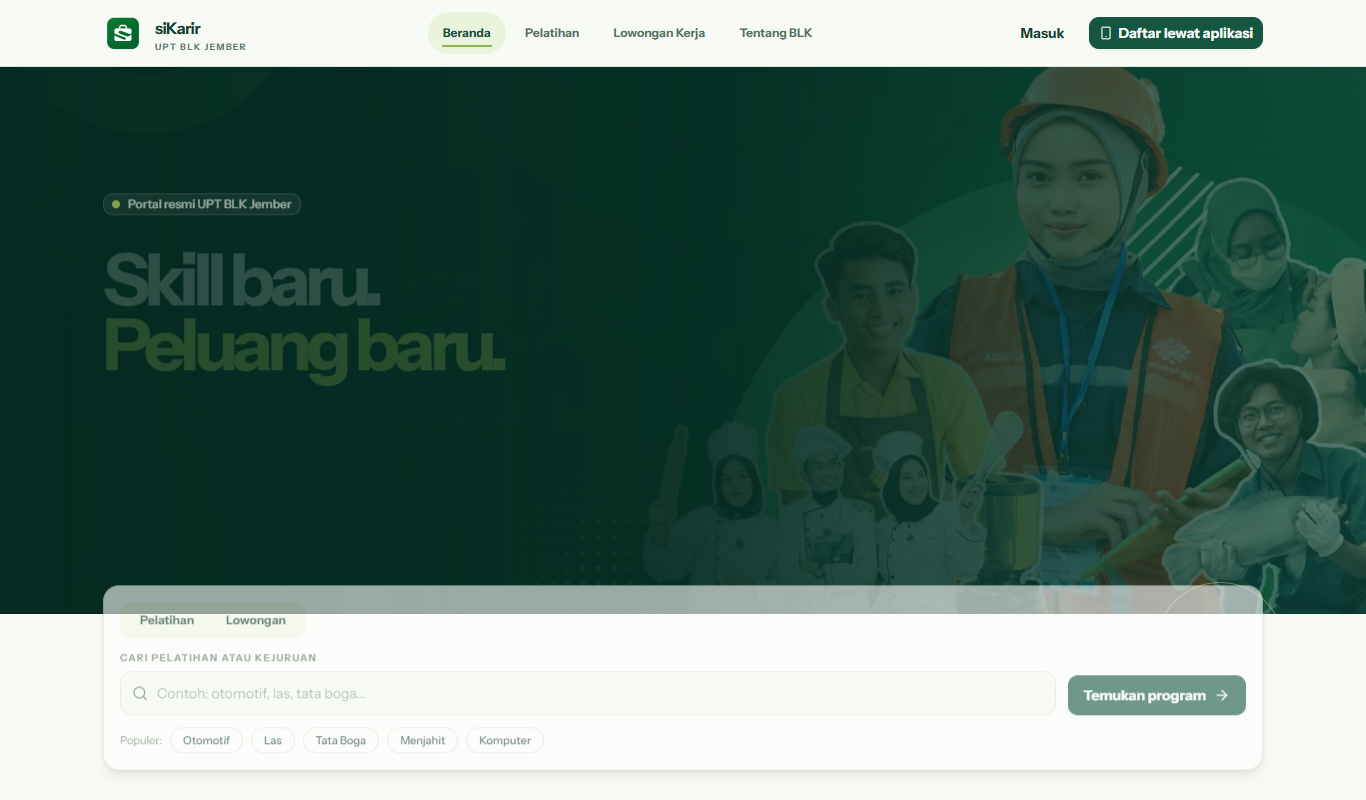 siKarir
UPT BLK JEMBER
Beranda
Pelatihan
Lowongan Kerja
Tentang BLK
Masuk
Daftar lewat aplikasi
Portal resmi UPT BLK Jember
Skill baru.
Peluang baru.
Pelatihan
Lowongan
CARI PELATIHAN ATAU KEJURUAN
Contoh: otomotif, las, tata boga...
Temukan program
Populer:
Otomotif
Las
Tata Boga
Menjahit
Komputer